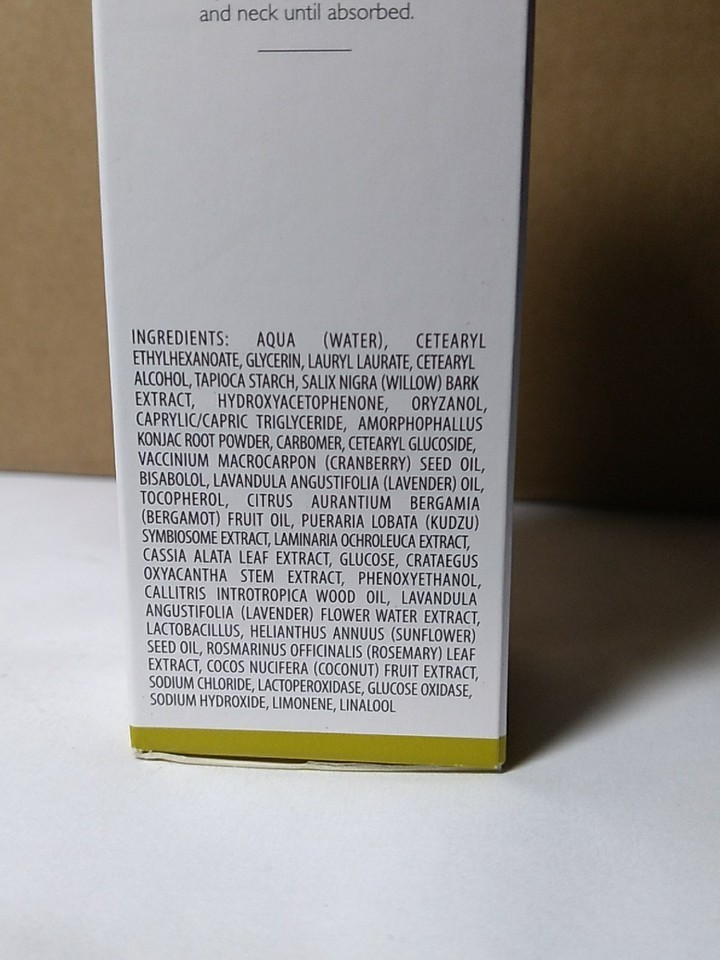 and neck until absorbed.
INGREDIENTS: AQUA (WATER), CETEARYL
ETHYLHEXANOATE, GLYCERIN, LAURYL LAURATE, CETEARYL
ALCOHOL, TAPIOCA STARCH, SALIX NIGRA (WILLOW) BARK
EXTRACT, HYDROXYACETOPHENONE, ORYZANOL,
CAPRYLIC/CAPRIC TRIGLYCERIDE, AMORPHOPHALLUS
KONJAC ROOT POWDER, CARBOMER, CETEARYL GLUCOSIDE,
VACCINIUM MACROCARPON (CRANBERRY) SEED OIL,
BISABOLOL, LAVANDULA ANGUSTIFOLIA (LAVENDER) OIL,
TOCOPHEROL, CITRUS AURANTIUM BERGAMIA
(BERGAMOT) FRUIT OIL, PUERARIA LOBATA (KUDZU)
SYMBIOSOME EXTRACT, LAMINARIA OCHROLEUCA EXTRACT,
CASSIA ALATA LEAF EXTRACT, GLUCOSE, CRATAEGUS
OXYACANTHA STEM EXTRACT, PHENOXYETHANOL,
CALLITRIS INTROTROPICA WOOD OIL, LAVANDULA
ANGUSTIFOLIA (LAVENDER) FLOWER WATER EXTRACT,
LACTOBACILLUS, HELIANTHUS ANNUUS (SUNFLOWER)
SEED OIL, ROSMARINUS OFFICINALIS (ROSEMARY) LEAF
EXTRACT, COCOS NUCIFERA (COCONUT) FRUIT EXTRACT,
SODIUM CHLORIDE, LACTOPEROXIDASE, GLUCOSE OXIDASE,
SODIUM HYDROXIDE, LIMONENE, LINALOOL